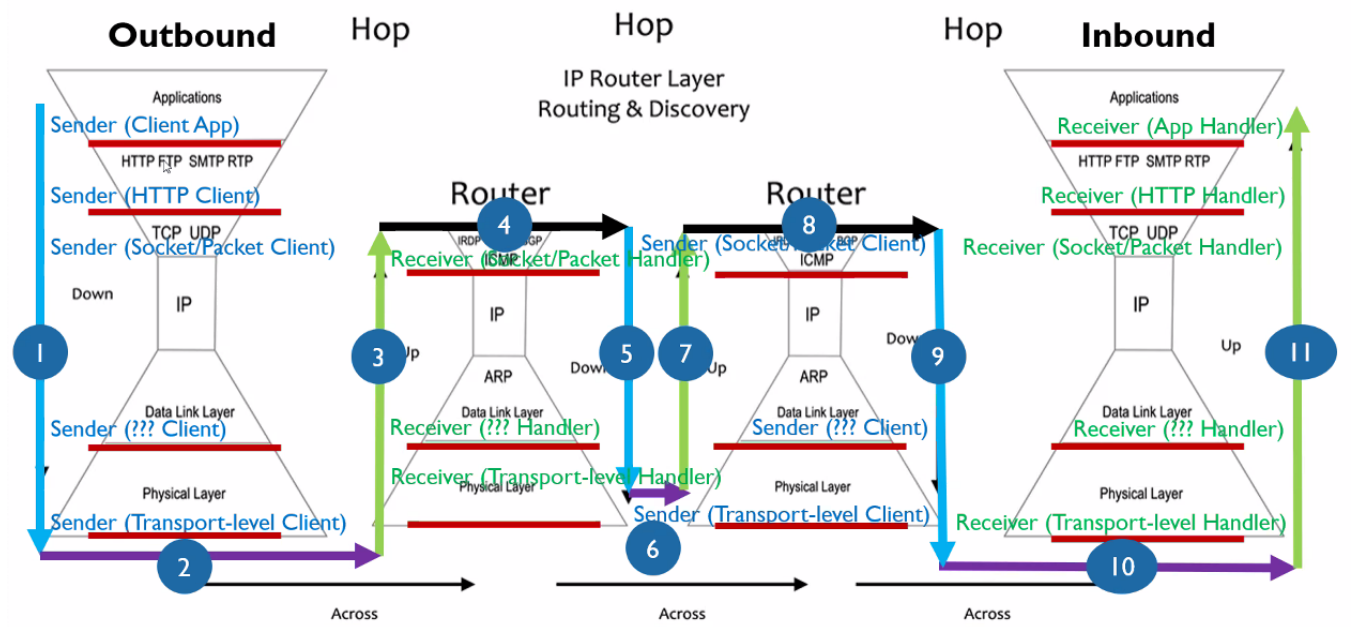 Outbound
Hop
Hop
Hop
Inbound
IP Router Layer
Routing & Discovery
Applications
Sender (Client App)
HTTP FTP SMTP RTP
Sender (HTTP Client)
TCP UDP
Sender (Socket/Packet Client)
Down
IP
1
Data Link Layer
Sender (??? Client)
Physical Layer
Sender (Transport-level Client)
2
Across
Router
4
IRDP
Receiver (Socket/Packet Handler)
ICMP
IP
3
Up
ARP
Down
5
Data Link Layer
Receiver (??? Handler)
Receiver (Transport-level Handler)
Physical Layer
6
Across
Router
8
Sender (Socket/Packet Client)
ICMP
IP
7
Up
ARP
Down
9
Data Link Layer
Sender (??? Client)
Physical Layer
Sender (Transport-level Client)
Across
Applications
Receiver (App Handler)
HTTP FTP SMTP RTP
Receiver (HTTP Handler)
TCP UDP
Receiver (Socket/Packet Handler)
IP
Up
11
Data Link Layer
Receiver (??? Handler)
Physical Layer
Receiver (Transport-level Handler)
10